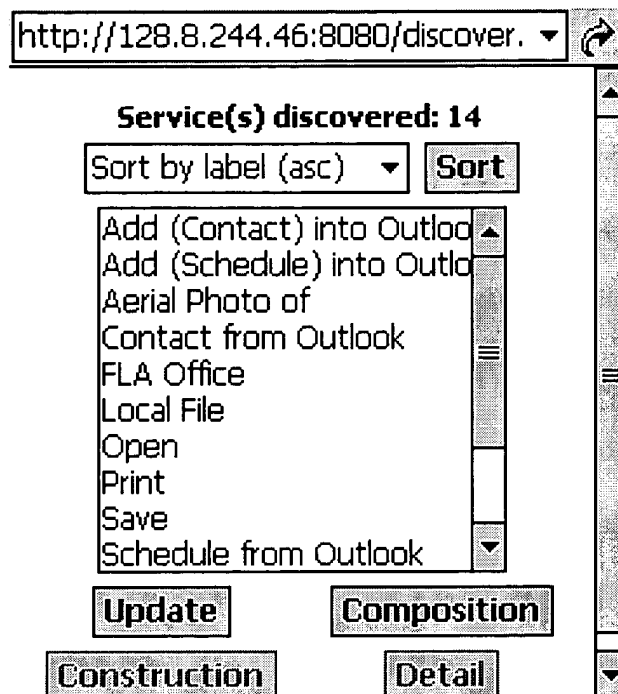 http://128.8.244.46:8080/discover.
Service(s) discovered: 14
Sort by label (asc) Sort
Add (Contact) into Outloo
Add (Schedule) into Outlo
Aerial Photo of
Contact from Outlook
FLA Office
Local File
Open
Print
Save
Schedule from Outlook
Update Composition
Construction Detail